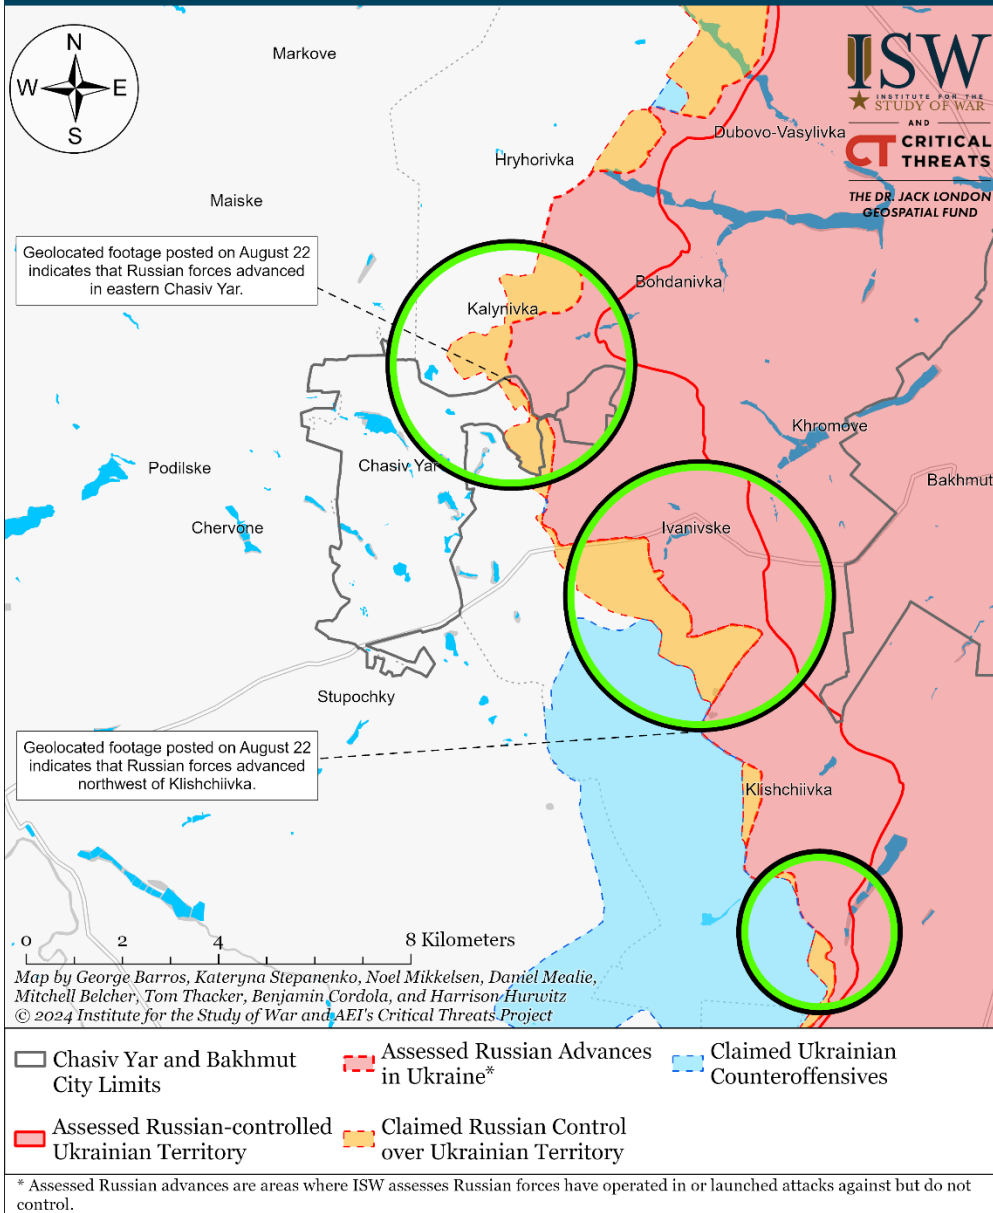 N
W
E
S
Markove
ISW
INSTITUTE FOR THE
STUDY OF WAR
AND
CT CRITICAL
THREATS
THE DR. JACK LONDON
GEOSPATIAL FUND
Dubovo-Vasylivka
Hryhorivka
Maiske
Geolocated footage posted on August 22
indicates that Russian forces advanced
in eastern Chasiv Yar.
Bohdanivka
Kalynivka
Khromove
Podilske
Chasiv Yar
Bakhmut
Chervone
Ivanivske
Stupochky
Geolocated footage posted on August 22
indicates that Russian forces advanced
northwest of Klishchiivka.
Klishchiivka
0 2 4 8 Kilometers
Map by George Barros, Kateryna Stepanenko, Noel Mikkelsen, Daniel Mealie,
Mitchell Belcher, Tom Thacker, Benjamin Cordola, and Harrison Hurwitz
© 2024 Institute for the Study of War and AEI's Critical Threats Project
Chasiv Yar and Bakhmut
City Limits
Assessed Russian Advances
in Ukraine*
Claimed Ukrainian
Counteroffensives
Assessed Russian-controlled
Ukrainian Territory
Claimed Russian Control
over Ukrainian Territory
* Assessed Russian advances are areas where ISW assesses Russian forces have operated in or launched attacks against but do not
control.